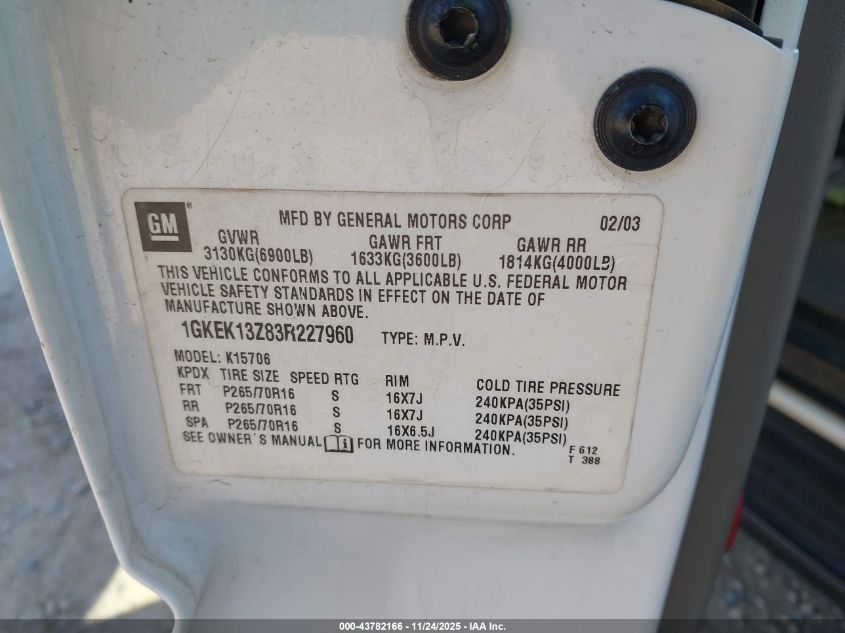 GM
MFD BY GENERAL MOTORS CORP 02/03
GVWR GAWR FRT GAWR RR
3130KG(6900LB) 1633KG(3600LB) 1814KG(4000LB)
THIS VEHICLE CONFORMS TO ALL APPLICABLE U.S. FEDERAL MOTOR
VEHICLE SAFETY STANDARDS IN EFFECT ON THE DATE OF
MANUFACTURE SHOWN ABOVE.
1GKEK13Z83R227960 TYPE: M.P.V.
MODEL: K15706
KPDX TIRE SIZE SPEED RTG RIM COLD TIRE PRESSURE
FRT P265/70R16 S 16X7J 240KPA(35PSI)
RR P265/70R16 S 16X7J 240KPA(35PSI)
SPA P265/70R16 S 16X6.5J 240KPA(35PSI)
SEE OWNER'S MANUAL i FOR MORE INFORMATION.
F 612
T 388
000-43782166 - 11/24/2025 - IAA Inc.